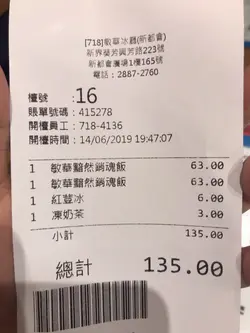 [718]敏華冰廳(新都會)
新界葵芳興芳路223號
新都會廣場1樓165號
電話：2887-2760
檯號：16
賬單號碼：415278
開檯員工：718-4136
開檯時間：14/06/2019 19:47:07
1 敏華黯然銷魂飯 63.00
1 敏華黯然銷魂飯 63.00
1 紅荳冰 6.00
1 凍奶茶 3.00
小計 135.00
總計 135.00